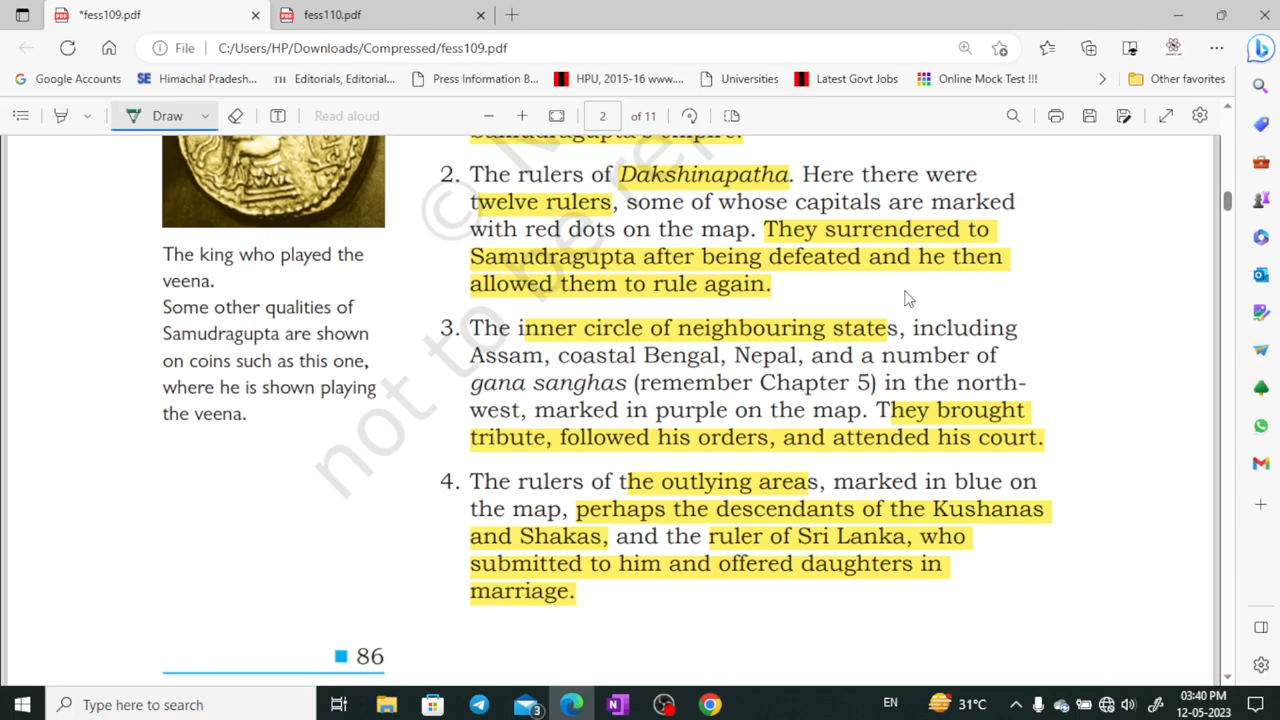 *fess109.pdf
fess110.pdf
File
C:/Users/HP/Downloads/Compressed/fess109.pdf
Google Accounts
SE Himachal Pradesh...
TH Editorials, Editorial...
Press Information B...
HPU, 2015-16 www....
Universities
Latest Govt Jobs
Online Mock Test !!!
Other favorites
Draw
Read aloud
2 of 11
Samudragupta's empire.
2. The rulers of Dakshinapatha. Here there were
twelve rulers, some of whose capitals are marked
with red dots on the map. They surrendered to
Samudragupta after being defeated and he then
allowed them to rule again.
3. The inner circle of neighbouring states, including
Assam, coastal Bengal, Nepal, and a number of
gana sanghas (remember Chapter 5) in the north-
west, marked in purple on the map. They brought
tribute, followed his orders, and attended his court.
4. The rulers of the outlying areas, marked in blue on
the map, perhaps the descendants of the Kushanas
and Shakas, and the ruler of Sri Lanka, who
submitted to him and offered daughters in
marriage.
The king who played the
veena.
Some other qualities of
Samudragupta are shown
on coins such as this one,
where he is shown playing
the veena.
86
© N
not to be re
Type here to search
3
EN
31°C
03:40 PM
12-05-2023